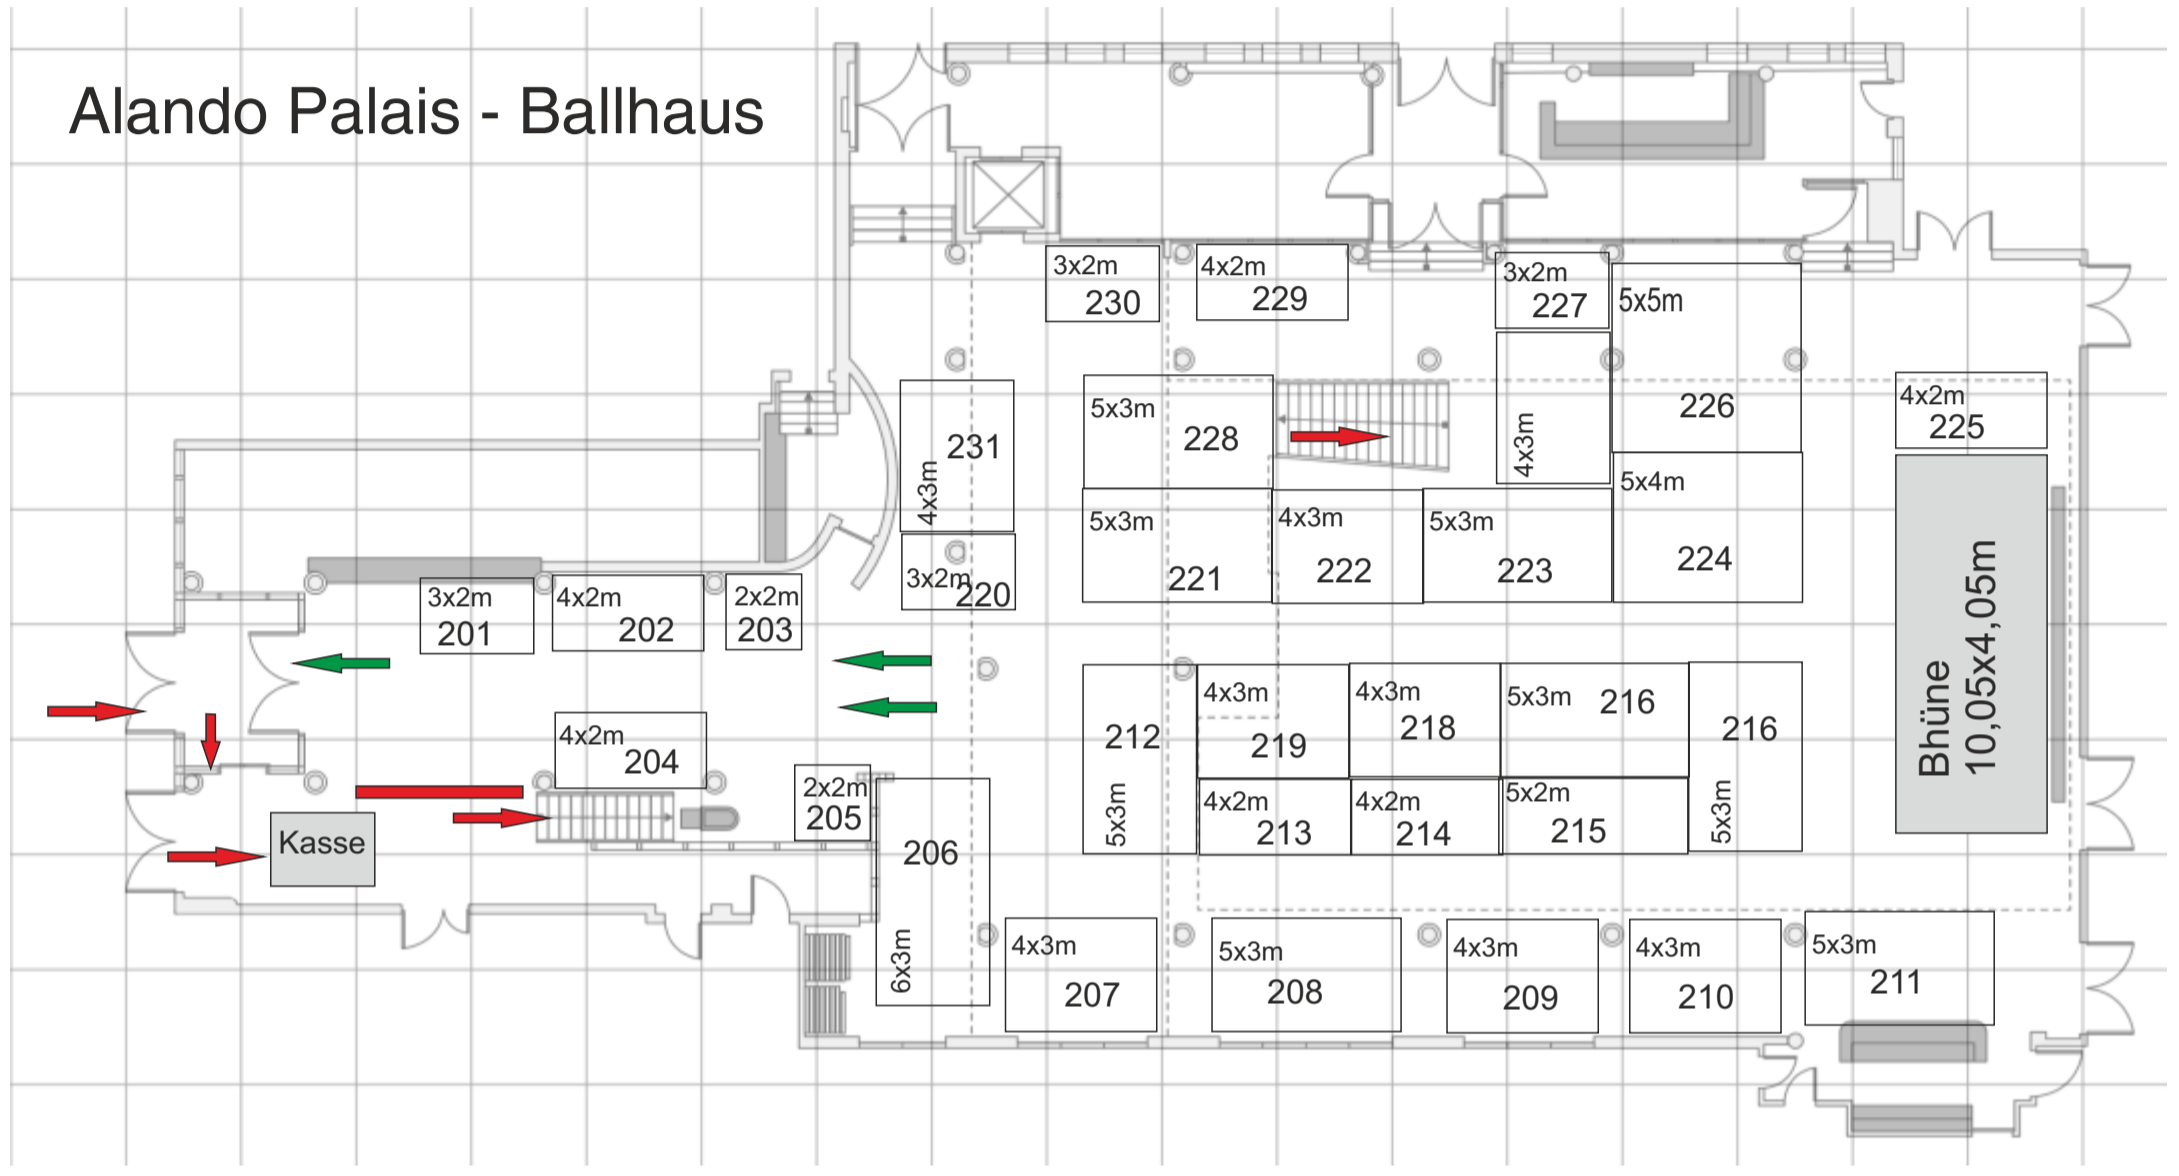 Alando Palais - Ballhaus
3x2m
230
4x2m
229
3x2m
227
5x5m
226
4x3m
231
4x3m
5x3m
228
4x2m
225
5x4m
224
5x3m
221
4x3m
222
5x3m
223
3x2m
220
3x2m
201
4x2m
202
2x2m
203
4x2m
204
2x2m
205
Kasse
206
6x3m
212
5x3m
4x3m
219
4x3m
218
5x3m
216
216
5x3m
4x2m
213
4x2m
214
5x2m
215
Bhüne
10,05x4,05m
4x3m
207
5x3m
208
4x3m
209
4x3m
210
5x3m
211